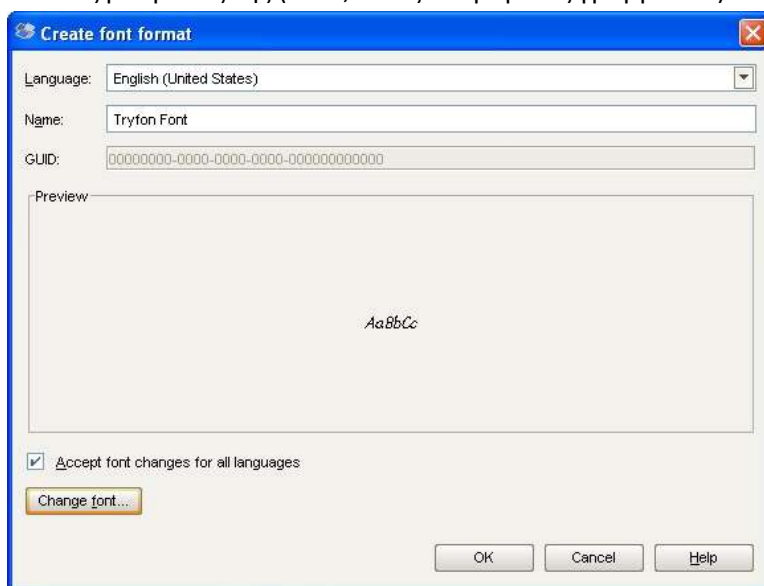 Create font format
Language: English (United States)
Name: Tryfon Font
GUID: 00000000-0000-0000-0000-000000000000
Preview
AaBbCc
Accept font changes for all languages
Change font...
OK Cancel Help